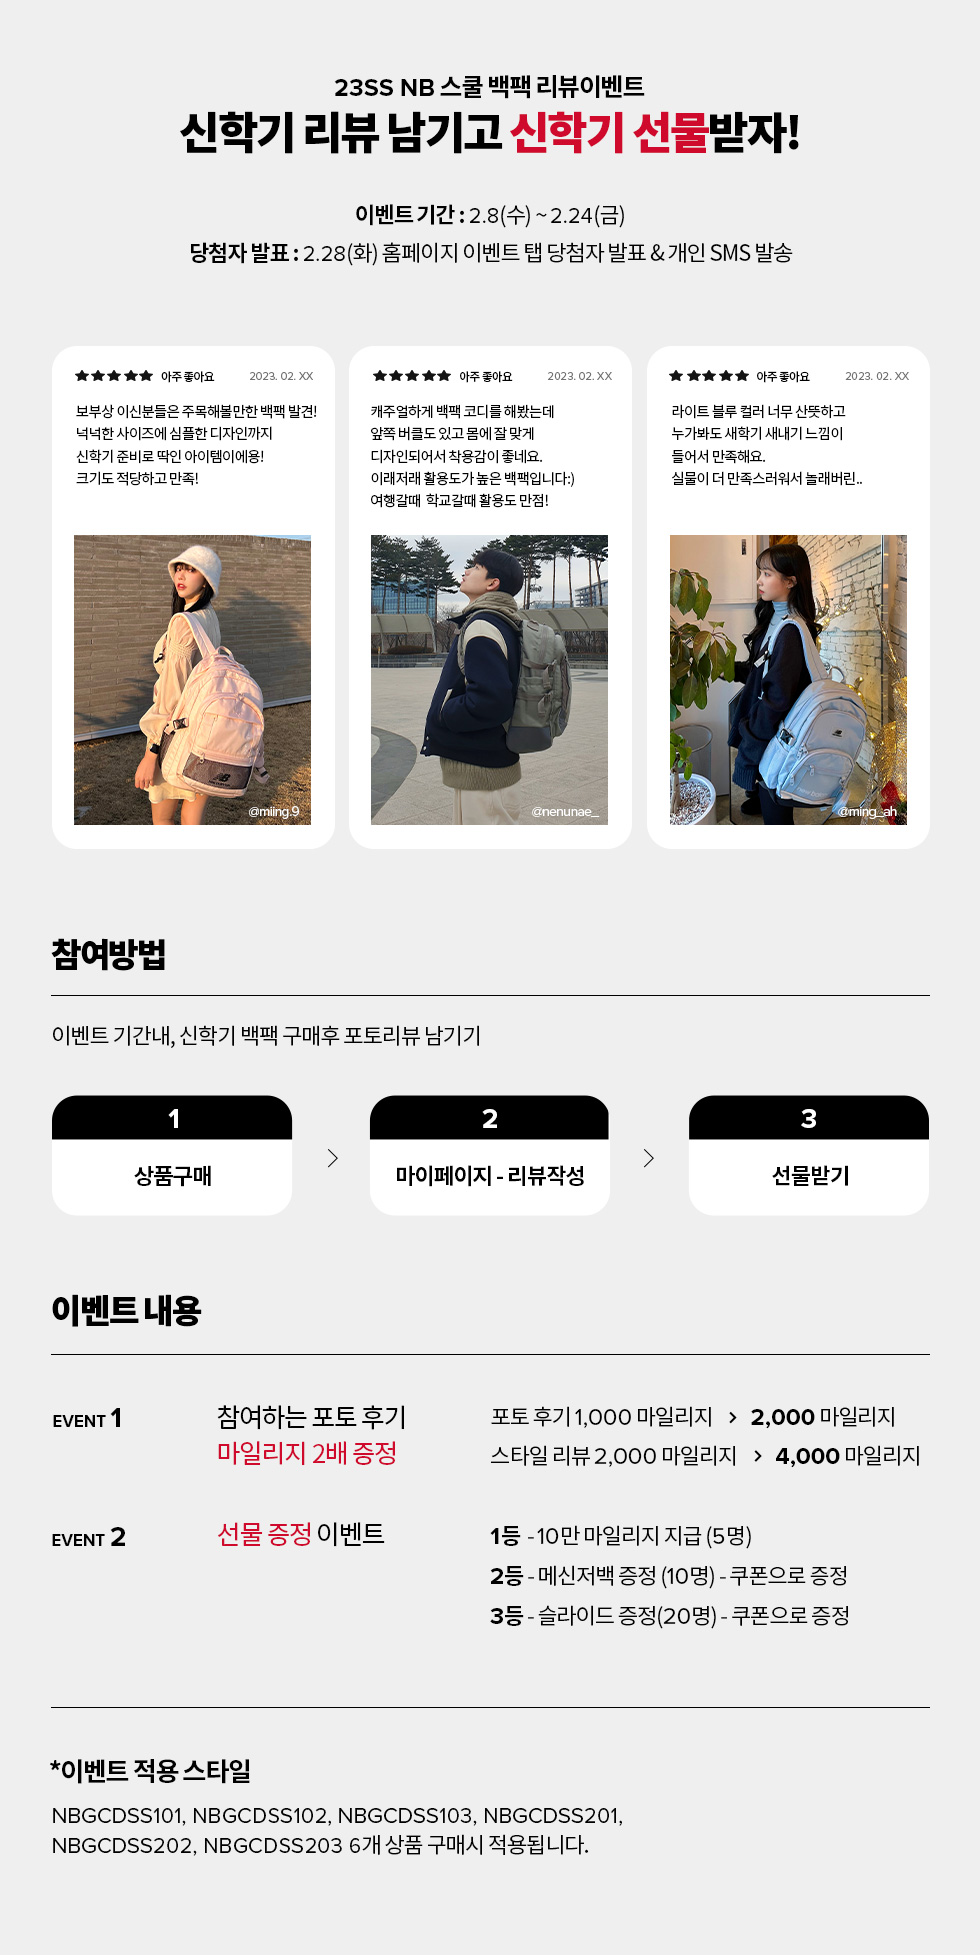 23SS NB 스쿨 백팩 리뷰이벤트
신학기 리뷰 남기고 신학기 선물받자!
이벤트 기간 : 2.8(수) ~ 2.24(금)
당첨자 발표 : 2.28(화) 홈페이지 이벤트 탭 당첨자 발표 & 개인 SMS 발송
★★★★★ 아주 좋아요 2023. 02. XX
보부상 이신분들은 주목해볼만한 백팩 발견!
넉넉한 사이즈에 심플한 디자인까지
신학기 준비로 딱인 아이템이에용!
크기도 적당하고 만족!
@miing.9
★★★★★ 아주 좋아요 2023. 02. XX
캐주얼하게 백팩 코디를 해봤는데
앞쪽 버클도 있고 몸에 잘 맞게
디자인되어서 착용감이 좋네요.
이래저래 활용도가 높은 백팩입니다:)
여행갈때 학교갈때 활용도 만점!
@nenunae_
★★★★★ 아주 좋아요 2023. 02. XX
라이트 블루 컬러 너무 산뜻하고
누가봐도 새학기 새내기 느낌이
들어서 만족해요.
실물이 더 만족스러워서 놀래버린..
@ming_ah
참여방법
이벤트 기간내, 신학기 백팩 구매후 포토리뷰 남기기
1
상품구매
2
마이페이지 - 리뷰작성
3
선물받기
이벤트 내용
EVENT 1
참여하는 포토 후기
마일리지 2배 증정
포토 후기 1,000 마일리지 > 2,000 마일리지
스타일 리뷰 2,000 마일리지 > 4,000 마일리지
EVENT 2
선물 증정 이벤트
1등 - 10만 마일리지 지급 (5명)
2등 - 메신저백 증정 (10명) - 쿠폰으로 증정
3등 - 슬라이드 증정(20명) - 쿠폰으로 증정
*이벤트 적용 스타일
NBGCDSS101, NBGCDSS102, NBGCDSS103, NBGCDSS201,
NBGCDSS202, NBGCDSS203 6개 상품 구매시 적용됩니다.